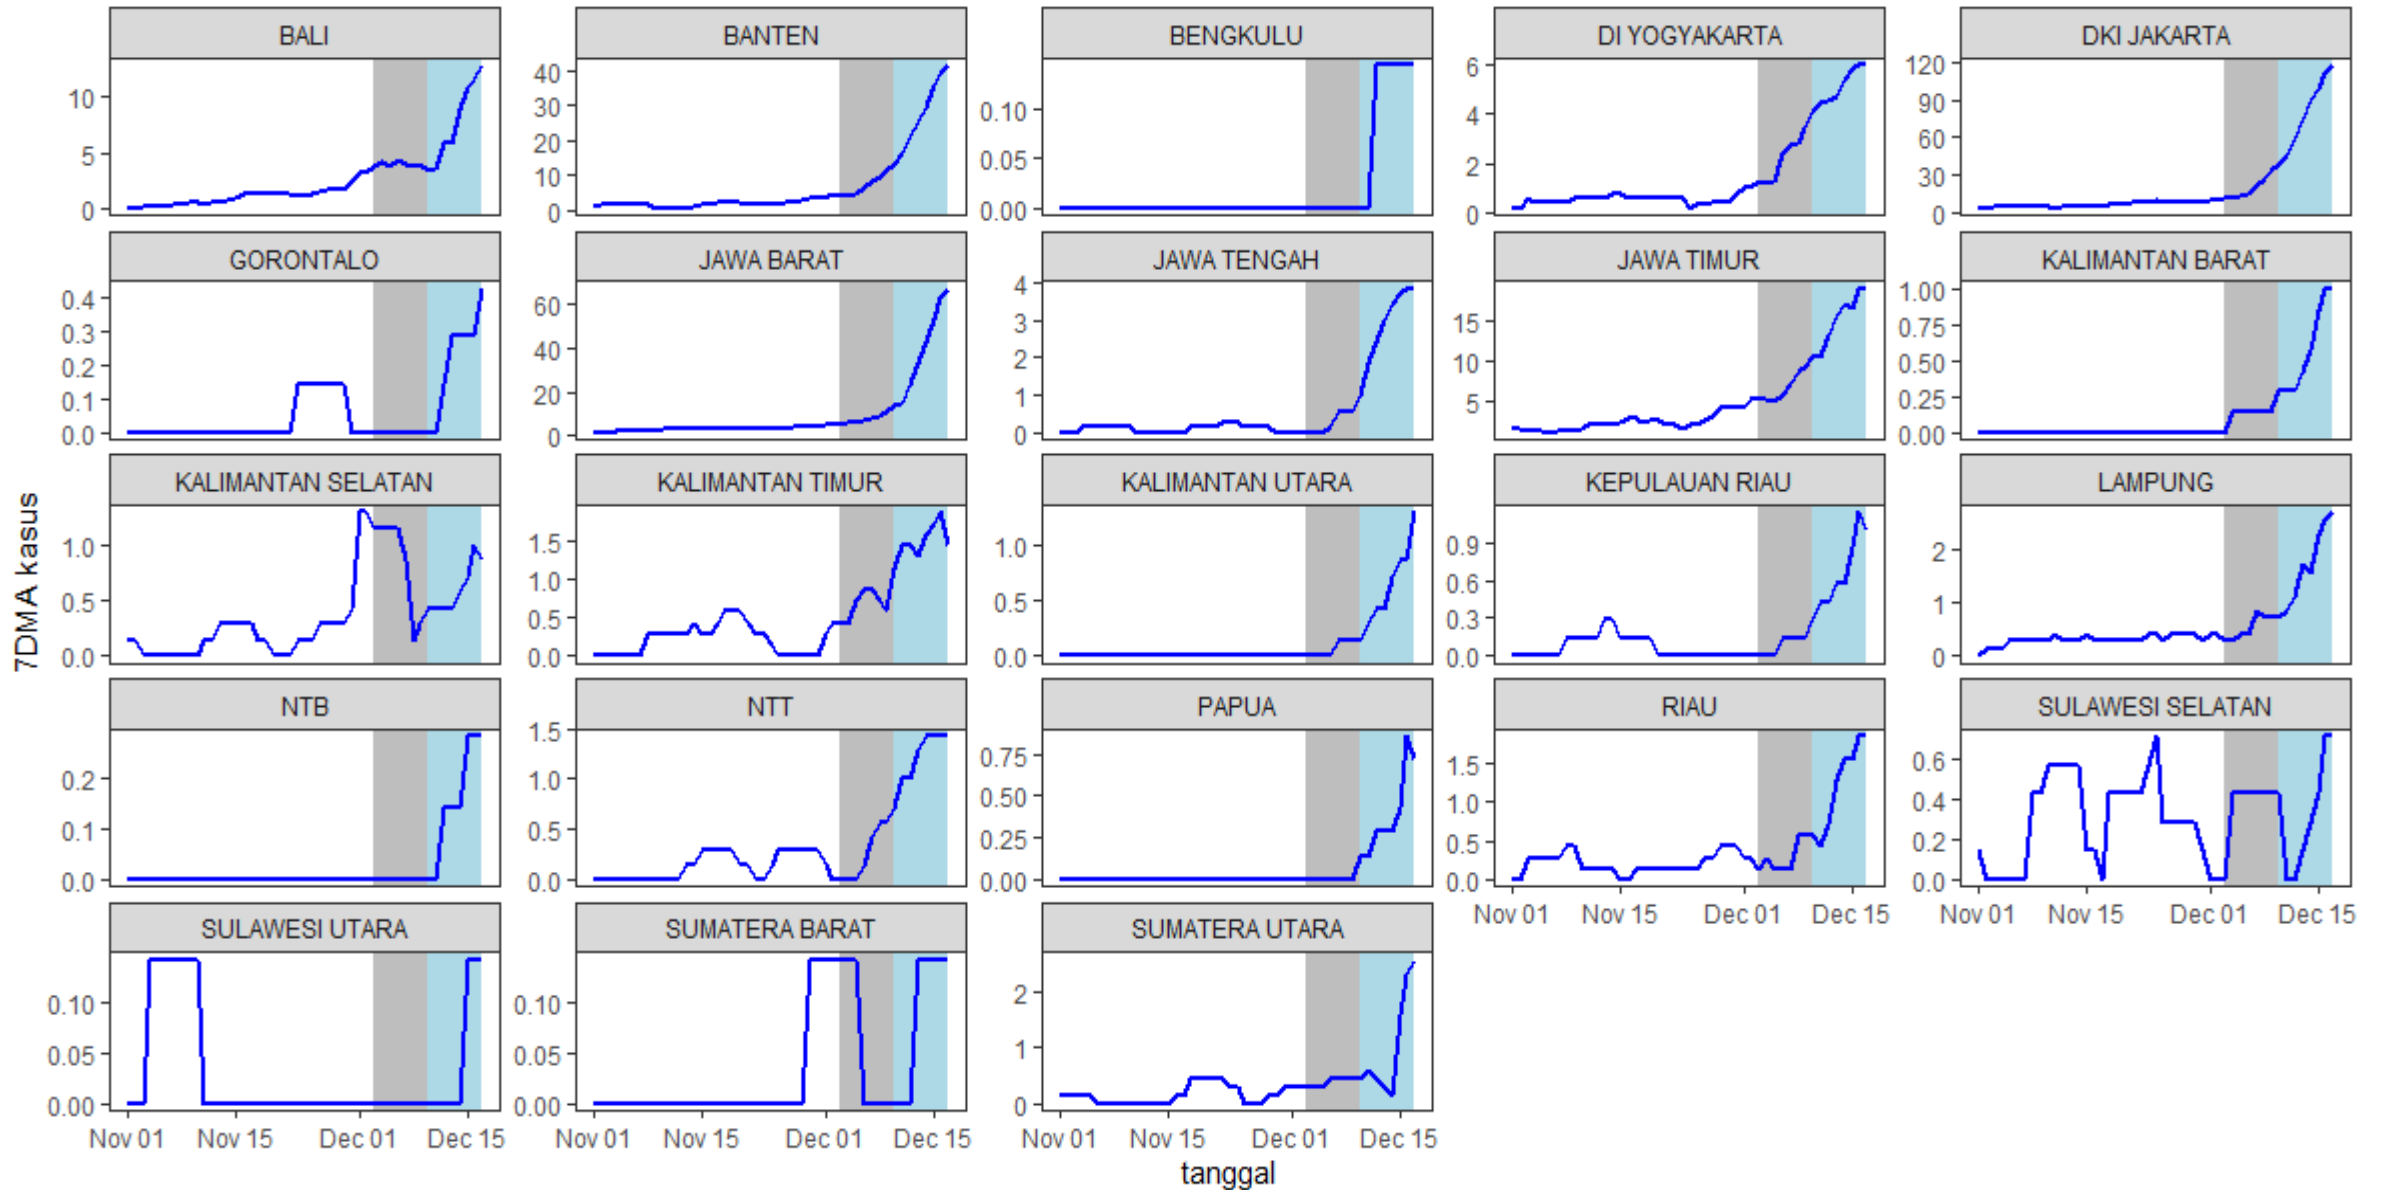 BALI
BANTEN
BENGKULU
DI YOGYAKARTA
DKI JAKARTA
10
5
0
40
30
20
10
0
0.10
0.05
0.00
6
4
2
0
120
90
60
30
0
GORONTALO
JAWA BARAT
JAWA TENGAH
JAWA TIMUR
KALIMANTAN BARAT
0.4
0.3
0.2
0.1
0.0
60
40
20
0
4
3
2
1
0
15
10
5
1.00
0.75
0.50
0.25
0.00
KALIMANTAN SELATAN
KALIMANTAN TIMUR
KALIMANTAN UTARA
KEPULAUAN RIAU
LAMPUNG
1.0
0.5
0.0
1.5
1.0
0.5
0.0
1.0
0.5
0.0
0.9
0.6
0.3
0.0
2
1
0
7DMA kasus
NTB
NTT
PAPUA
RIAU
SULAWESI SELATAN
0.2
0.1
0.0
1.5
1.0
0.5
0.0
0.75
0.50
0.25
0.00
1.5
1.0
0.5
0.0
0.6
0.4
0.2
0.0
Nov 01 Nov 15 Dec 01 Dec 15
Nov 01 Nov 15 Dec 01 Dec 15
SULAWESI UTARA
SUMATERA BARAT
SUMATERA UTARA
0.10
0.05
0.00
0.10
0.05
0.00
2
1
0
Nov 01 Nov 15 Dec 01 Dec 15
Nov 01 Nov 15 Dec 01 Dec 15
Nov 01 Nov 15 Dec 01 Dec 15
tanggal